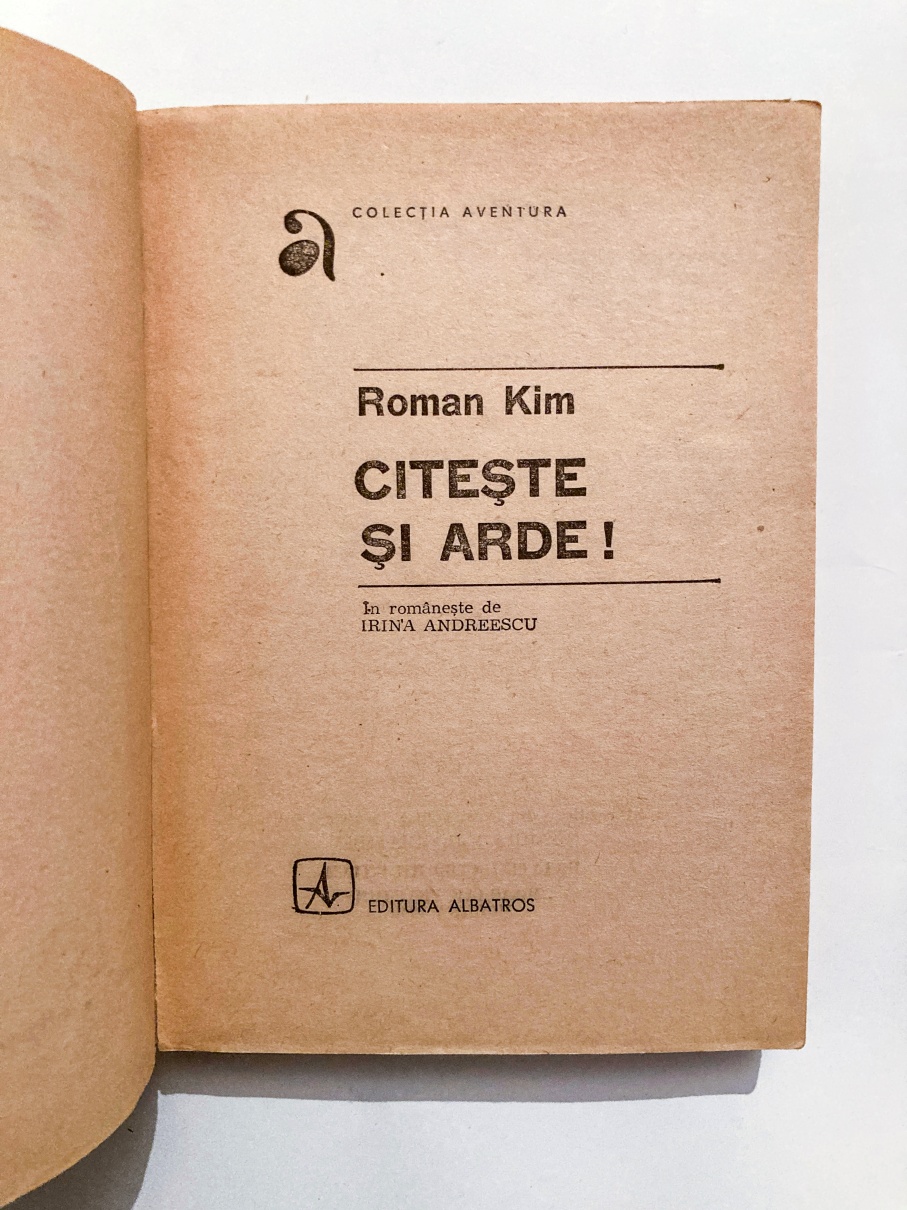 a
COLECȚIA AVENTURA
Roman Kim
CITEȘTE
ȘI ARDE!
În românește de
IRINA ANDREESCU
EDITURA ALBATROS